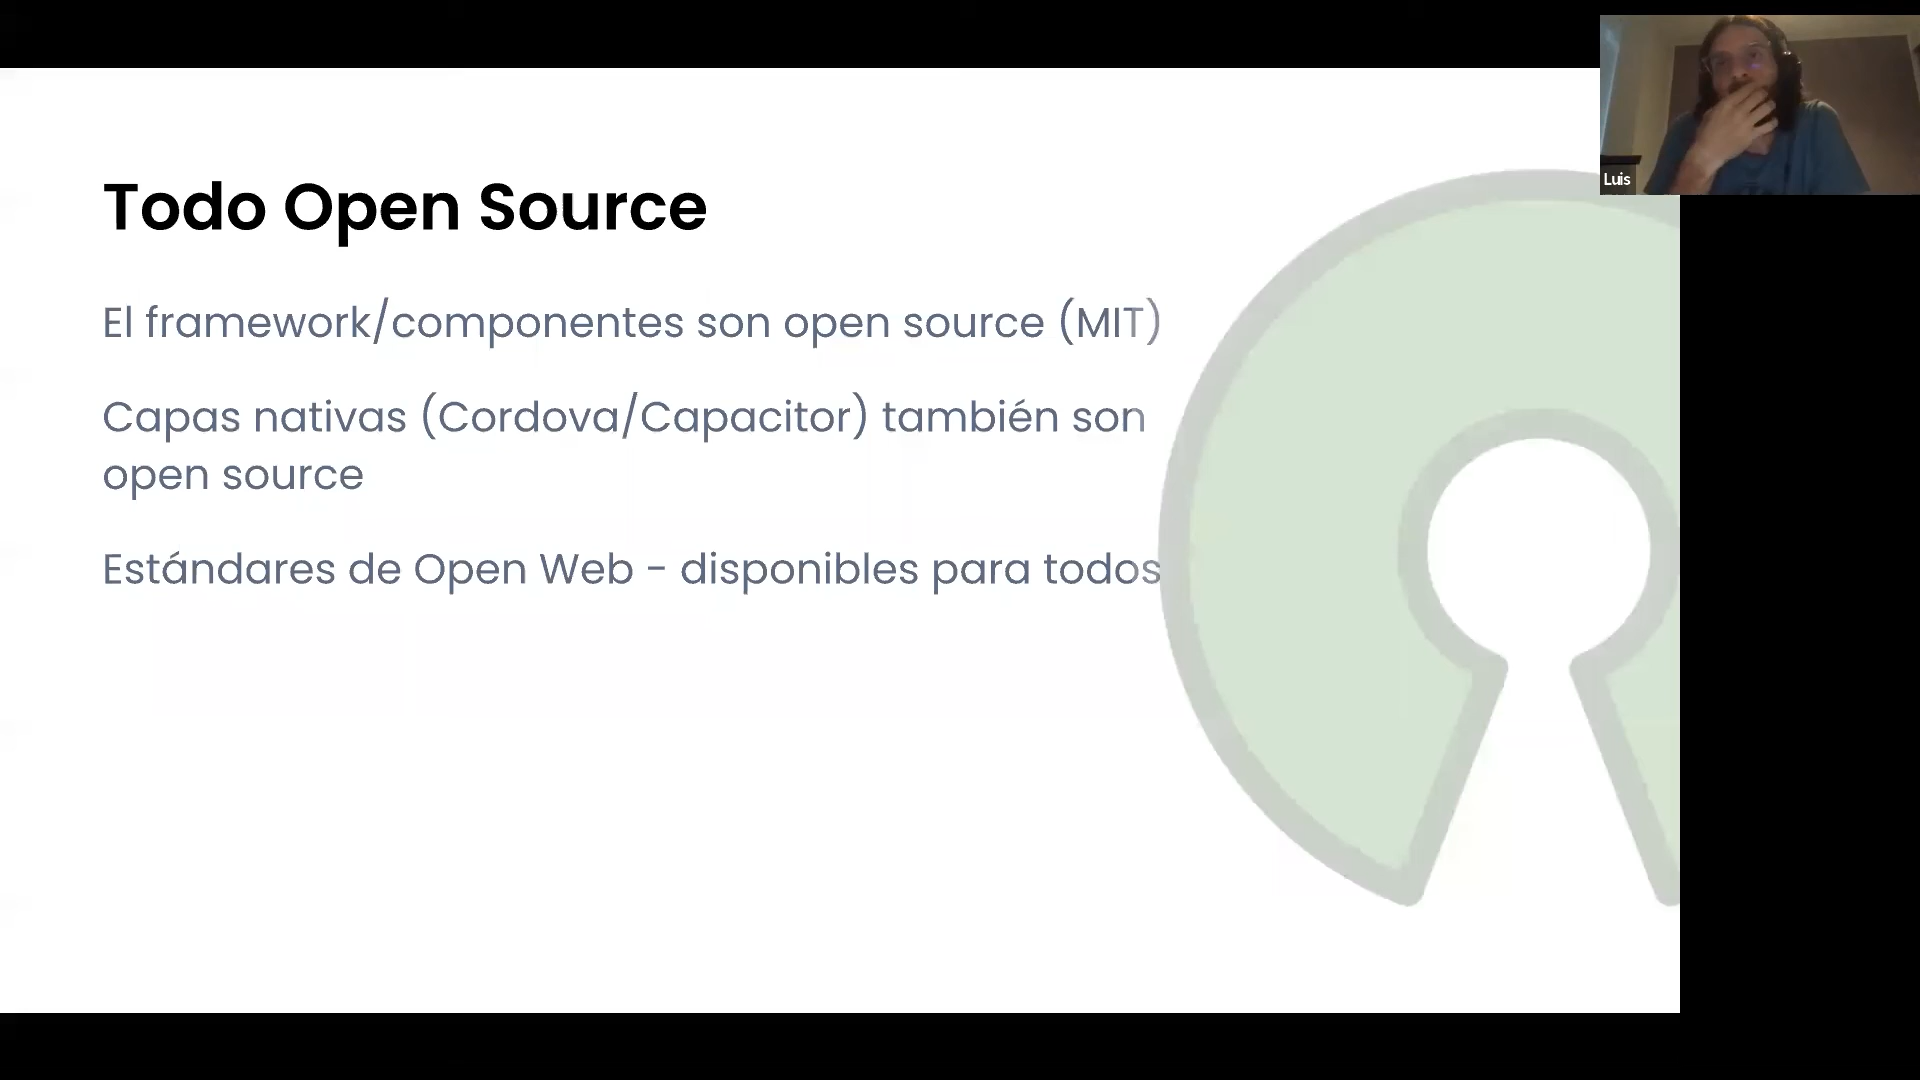 Todo Open Source
El framework/componentes son open source (MIT)
Capas nativas (Cordova/Capacitor) también son
open source
Estándares de Open Web - disponibles para todos
Luis